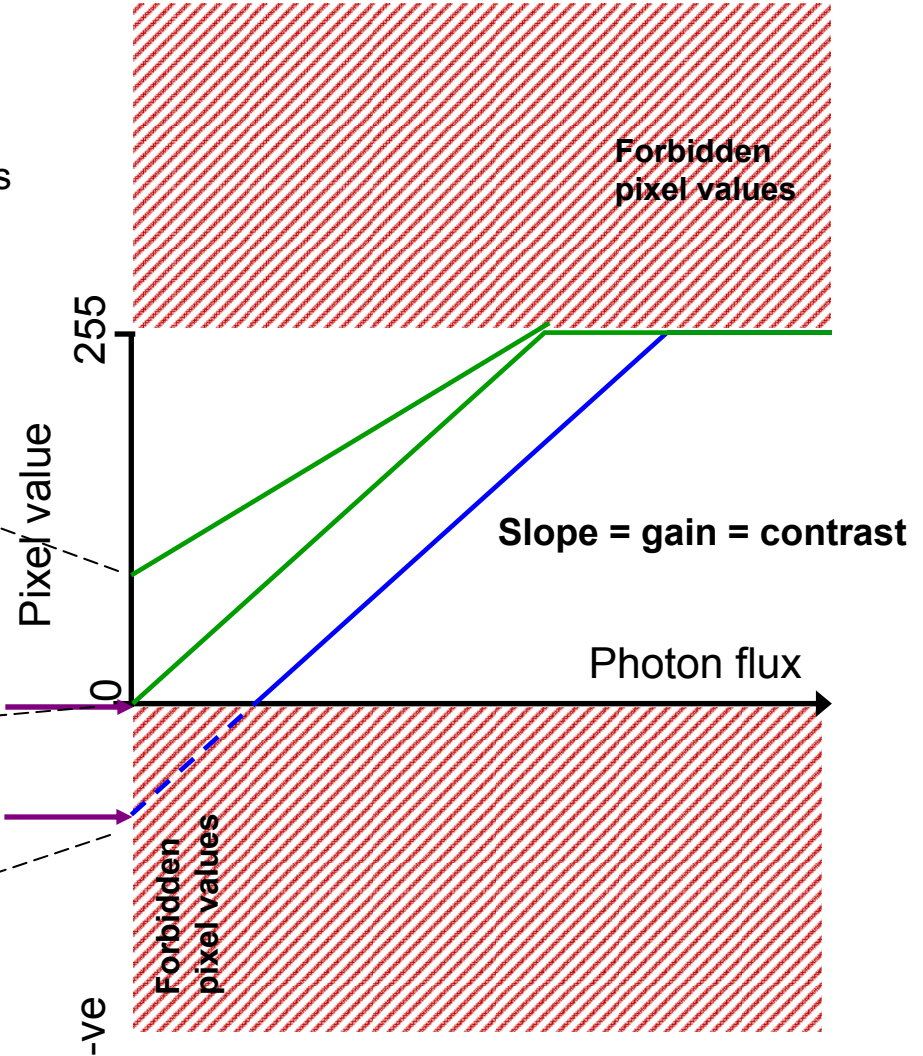 s
Forbidden
pixel values
255
Pixel value
Slope = gain = contrast
Photon flux
0
Forbidden
pixel values
-ve